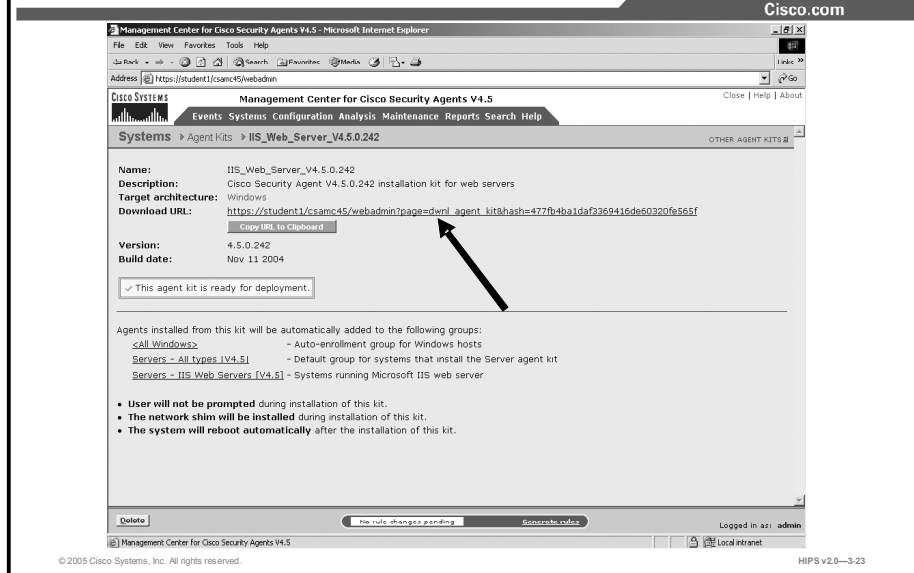 Cisco.com
Management Center for Cisco Security Agents V4.5 - Microsoft Internet Explorer
File Edit View Favorites Tools Help
Back Search Favorites Media Links »
Address https://student1/csamc45/webadmin Go
CISCO SYSTEMS
Management Center for Cisco Security Agents V4.5
Close | Help | About
Events Systems Configuration Analysis Maintenance Reports Search Help
Systems Agent Kits IIS_Web_Server_V4.5.0.242
OTHER AGENT KITS
Name: IIS_Web_Server_V4.5.0.242
Description: Cisco Security Agent V4.5.0.242 installation kit for web servers
Target architecture: Windows
Download URL: https://student1/csamc45/webadmin?page=dwnl_agent_kit&hash=477fb4ba1daf3369416de60320fe565f
Copy URL to Clipboard
Version: 4.5.0.242
Build date: Nov 11 2004
This agent kit is ready for deployment.
Agents installed from this kit will be automatically added to the following groups:
<All Windows> - Auto-enrollment group for Windows hosts
Servers - All types [V4.5] - Default group for systems that install the Server agent kit
Servers - IIS Web Servers [V4.5] - Systems running Microsoft IIS web server
• User will not be prompted during installation of this kit.
• The network shim will be installed during installation of this kit.
• The system will reboot automatically after the installation of this kit.
Delete
No rule changes pending Generate rules
Logged in as: admin
Management Center for Cisco Security Agents V4.5 Local intranet
© 2005 Cisco Systems, Inc. All rights reserved.
HIPS v2.0—3-23